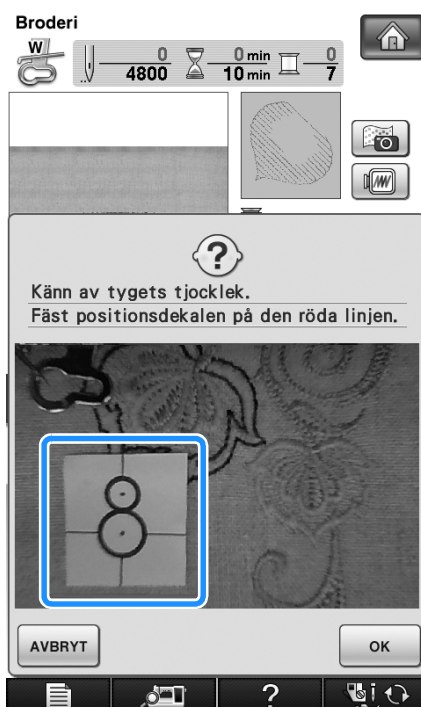 Broderi
W
0
4800
0 min
10 min
0
7
Känn av tygets tjocklek.
Fäst positionsdekalen på den röda linjen.
AVBRYT
OK
?